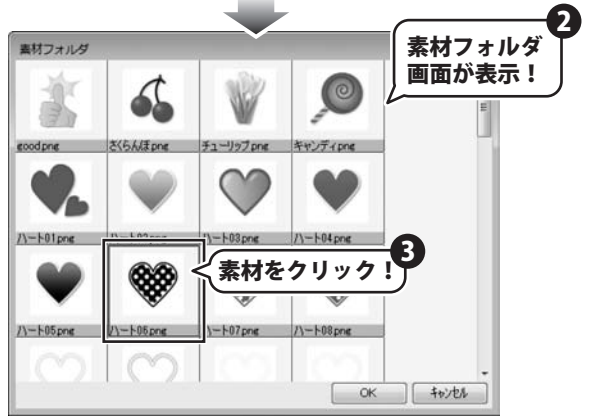 2
素材フォルダ
画面が表示！
素材フォルダ
good.png
さくらんぼ.png
チューリップ.png
キャンディ.png
ハート01.png
ハート03.png
ハート04.png
3
素材をクリック！
ハート05.png
ハート06.png
ハート07.png
ハート08.png
OK
キャンセル